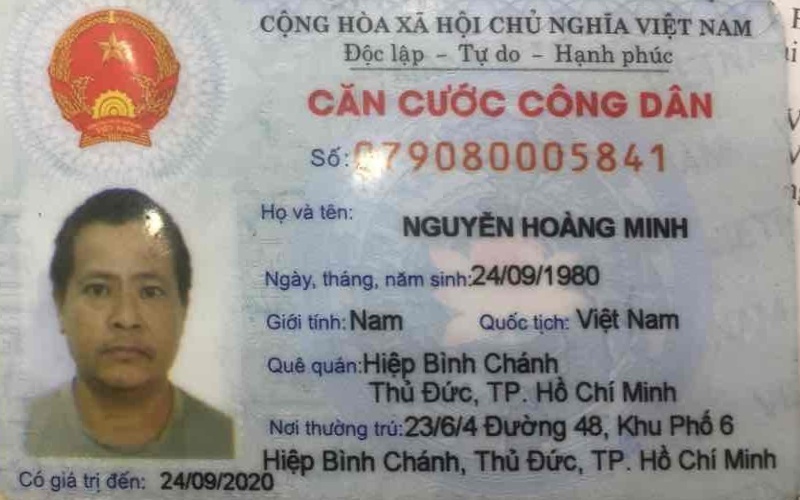 CỘNG HÒA XÃ HỘI CHỦ NGHĨA VIỆT NAM
Độc lập - Tự do - Hạnh phúc
CĂN CƯỚC CÔNG DÂN
Số: 079080005841
Họ và tên: NGUYỄN HOÀNG MINH
Ngày, tháng, năm sinh: 24/09/1980
Giới tính: Nam Quốc tịch: Việt Nam
Quê quán: Hiệp Bình Chánh
Thủ Đức, TP. Hồ Chí Minh
Nơi thường trú: 23/6/4 Đường 48, Khu Phố 6
Hiệp Bình Chánh, Thủ Đức, TP. Hồ Chí Minh
Có giá trị đến: 24/09/2020